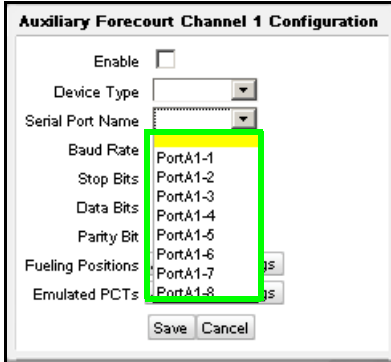 Auxiliary Forecourt Channel 1 Configuration
Enable
Device Type
Serial Port Name
Baud Rate
Stop Bits
Data Bits
Parity Bit
Fueling Positions
Emulated PCTs
PortA1-1
PortA1-2
PortA1-3
PortA1-4
PortA1-5
PortA1-6
PortA1-7
PortA1-8
Save Cancel